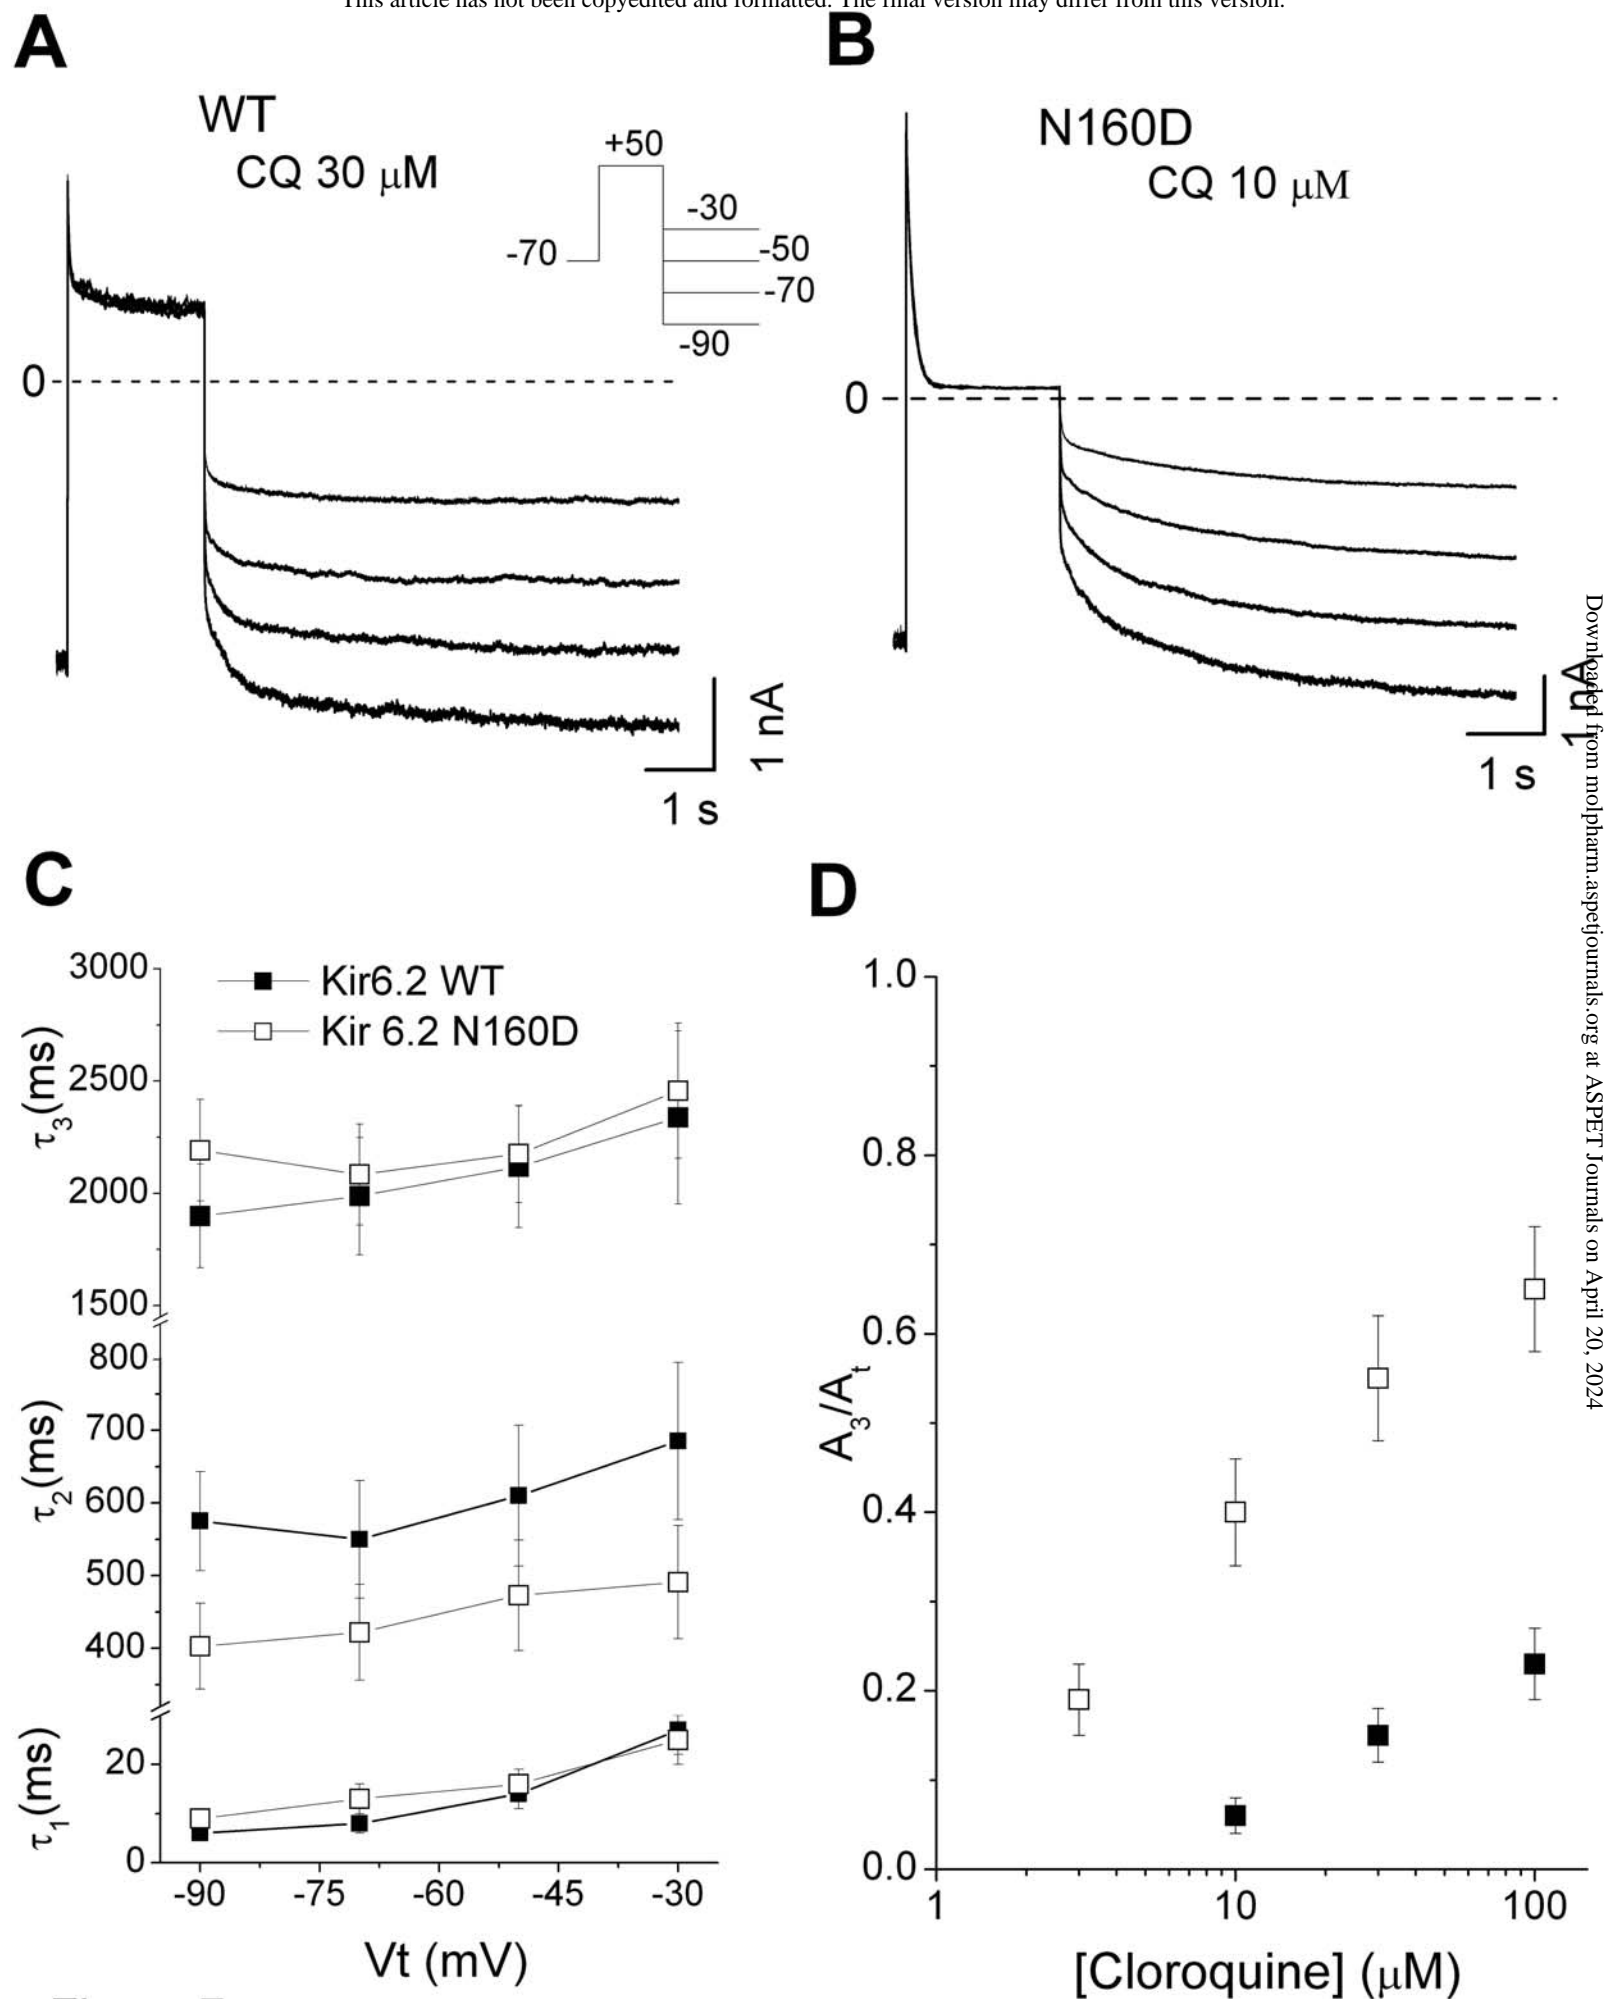 This article has not been copyedited and formatted. The final version may differ from this version.
A
WT
CQ 30 μM
+50
-30
-70
-50
-70
-90
0
1 nA
1 s
B
N160D
CQ 10 μM
0
1 nA
1 s
C
Kir6.2 WT
Kir 6.2 N160D
τ3(ms)
3000
2500
2000
1500
τ2(ms)
800
700
600
500
400
τ1(ms)
20
0
-90 -75 -60 -45 -30
Vt (mV)
D
A3/At
1.0
0.8
0.6
0.4
0.2
0.0
1 10 100
[Cloroquine] (μM)
Downloaded from molpharm.aspetjournals.org at ASPET Journals on April 20, 2024